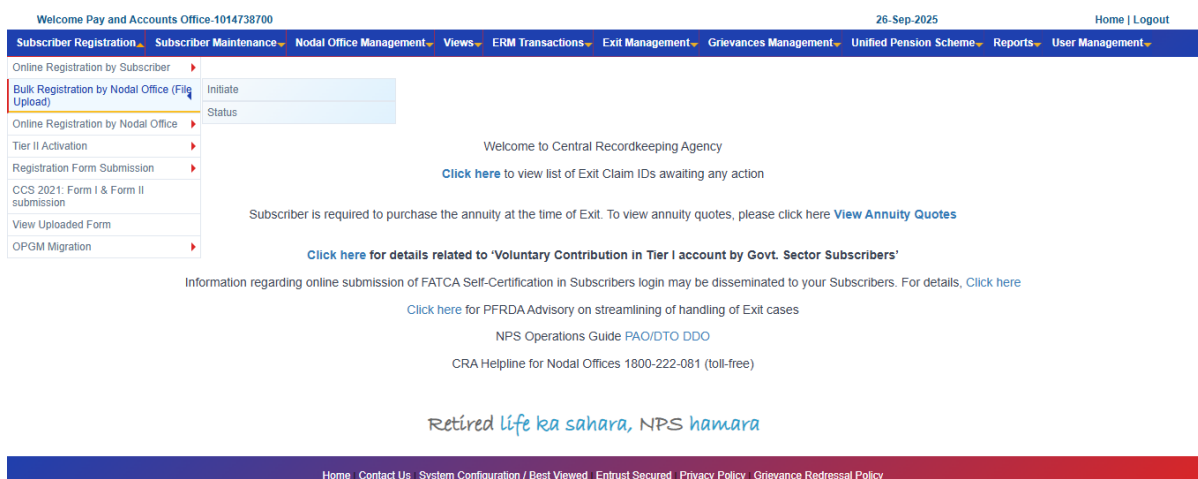 Welcome Pay and Accounts Office-1014738700 26-Sep-2025 Home | Logout
Subscriber Registration Subscriber Maintenance Nodal Office Management Views ERM Transactions Exit Management Grievances Management Unified Pension Scheme Reports User Management
Online Registration by Subscriber
Bulk Registration by Nodal Office (File
Upload)
Initiate
Status
Online Registration by Nodal Office
Tier II Activation
Registration Form Submission
CCS 2021: Form I & Form II
submission
View Uploaded Form
OPGM Migration
Welcome to Central Recordkeeping Agency
Click here to view list of Exit Claim IDs awaiting any action
Subscriber is required to purchase the annuity at the time of Exit. To view annuity quotes, please click here View Annuity Quotes
Click here for details related to ‘Voluntary Contribution in Tier I account by Govt. Sector Subscribers’
Information regarding online submission of FATCA Self-Certification in Subscribers login may be disseminated to your Subscribers. For details, Click here
Click here for PFRDA Advisory on streamlining of handling of Exit cases
NPS Operations Guide PAO/DTO DDO
CRA Helpline for Nodal Offices 1800-222-081 (toll-free)
Retired life ka sahara, NPS hamara
Home | Contact Us | System Configuration / Best Viewed | Entrust Secured | Privacy Policy | Grievance Redressal Policy